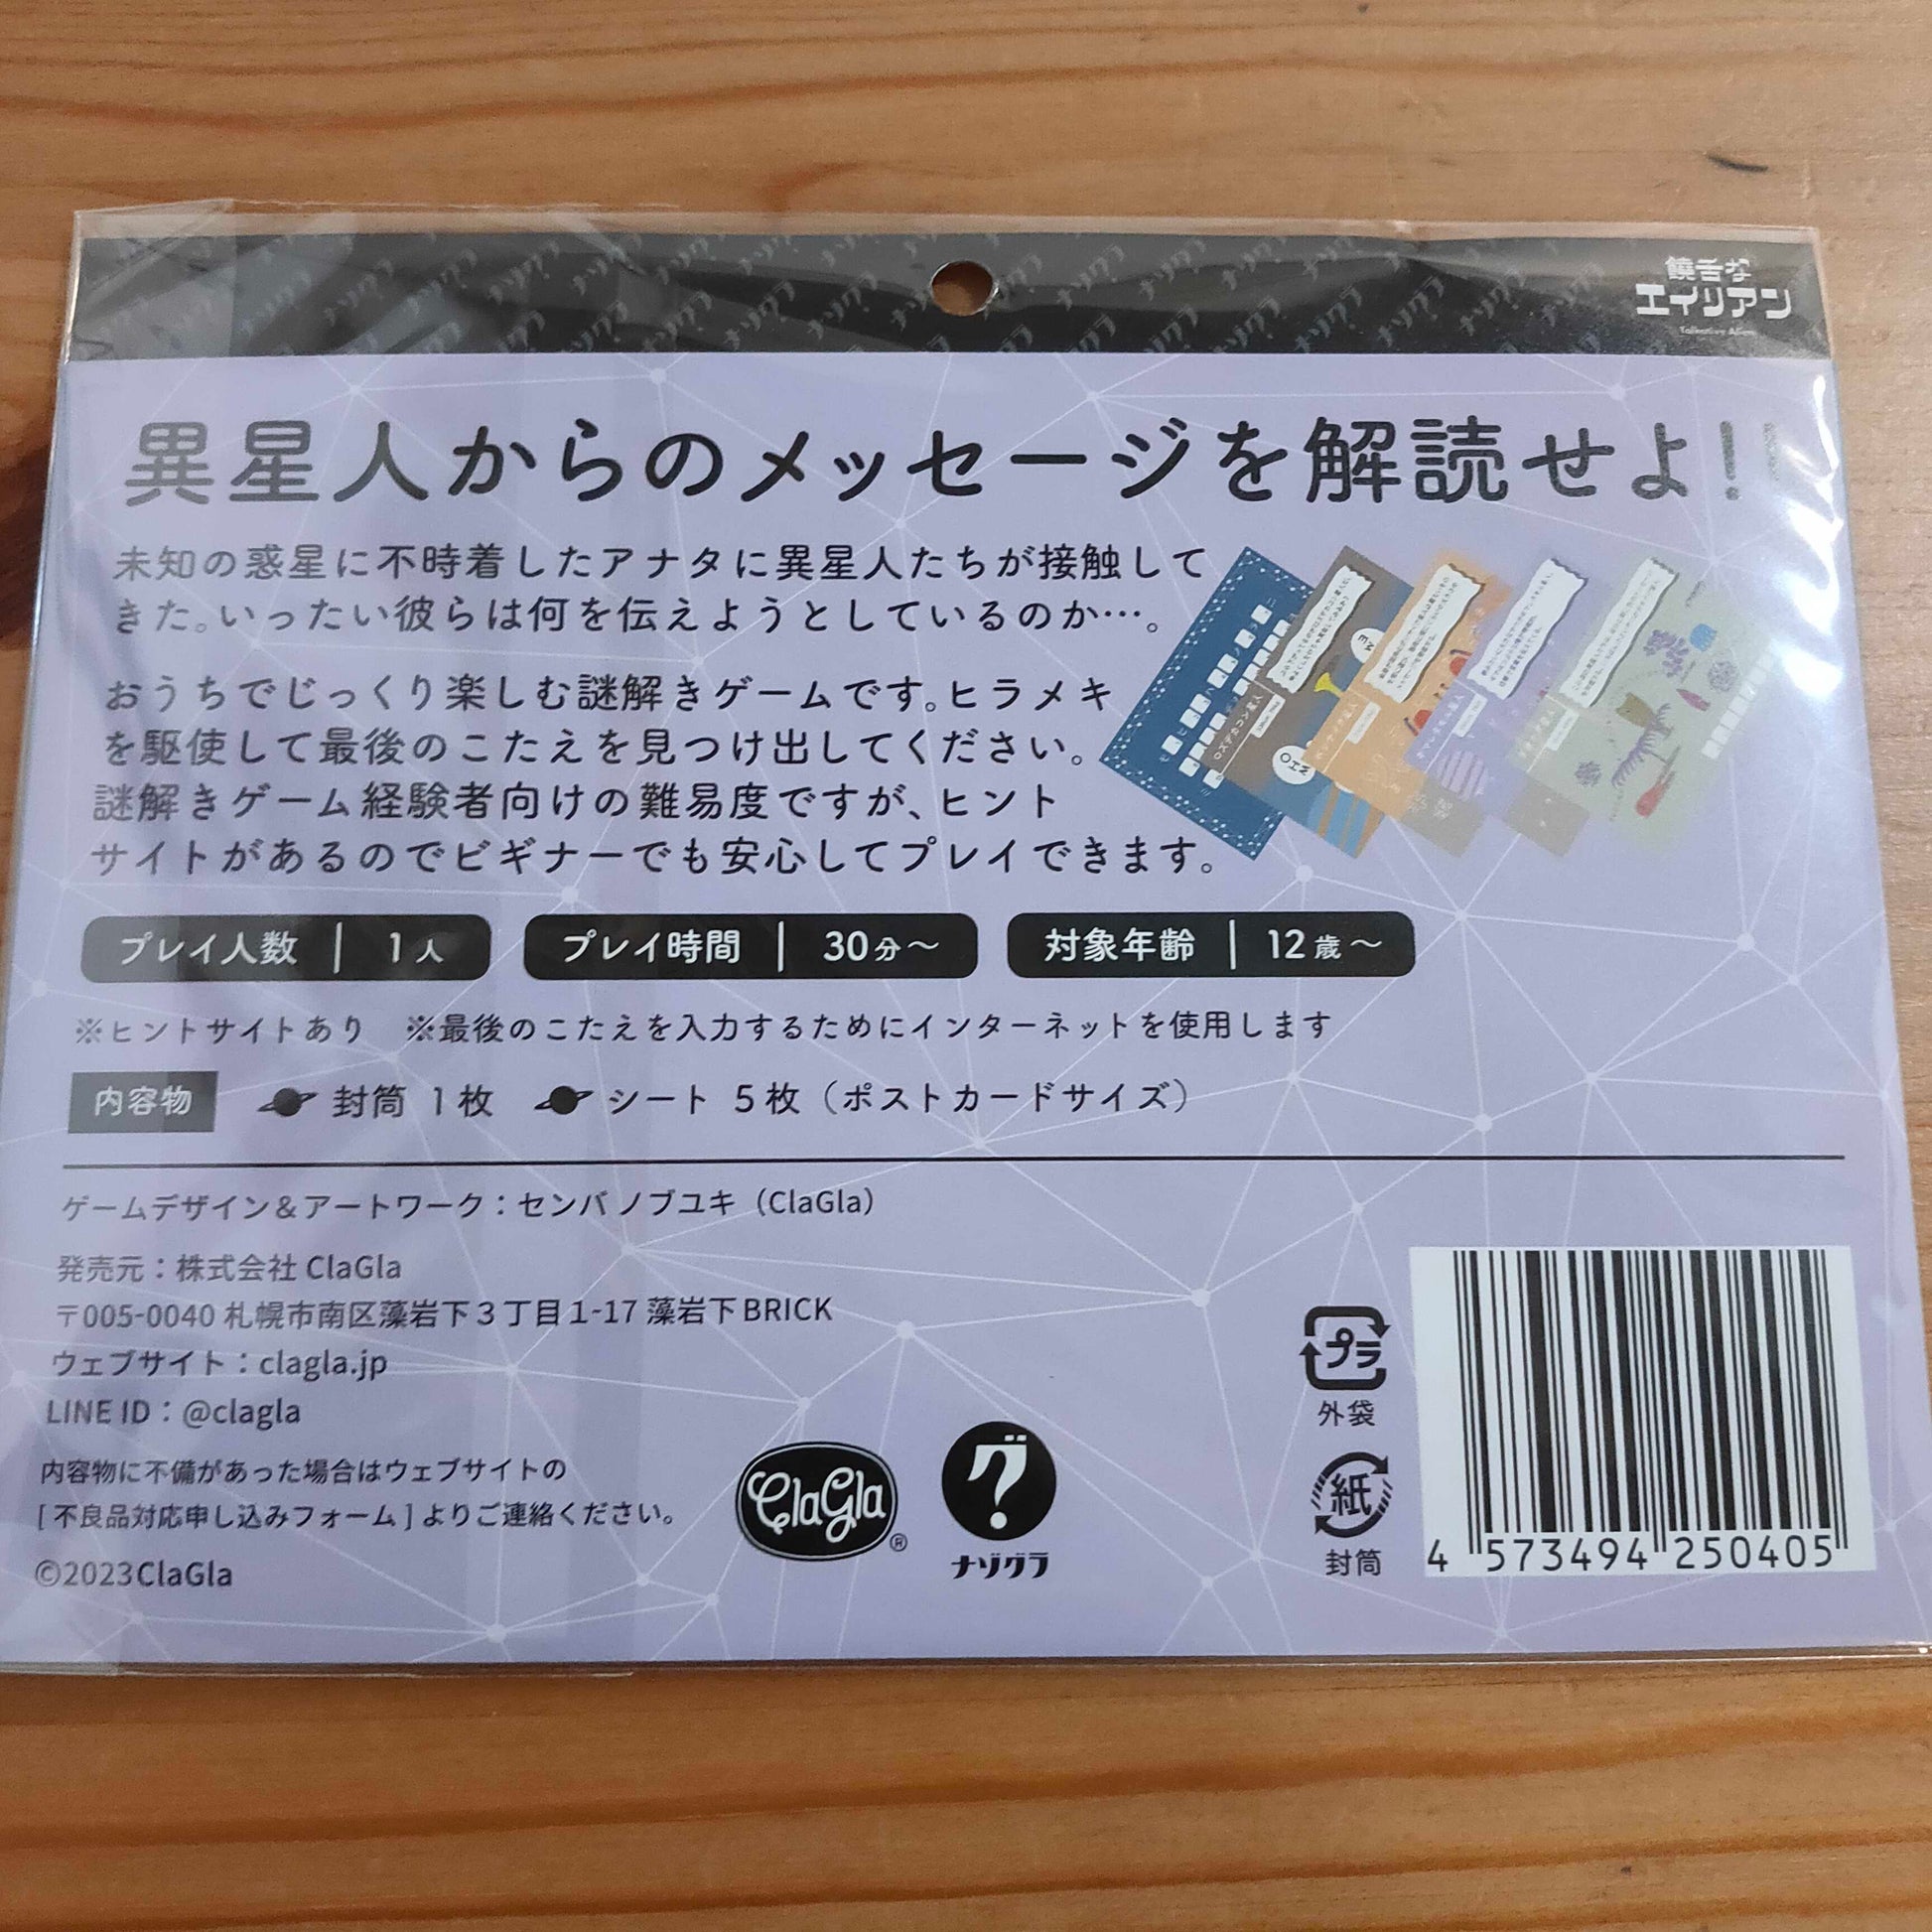 饒舌な
エイリアン
Talkative Alien
異星人からのメッセージを解読せよ!!
未知の惑星に不時着したアナタに異星人たちが接触して
きた。いったい彼らは何を伝えようとしているのか…。
おうちでじっくり楽しむ謎解きゲームです。ヒラメキ
を駆使して最後のこたえを見つけ出してください。
謎解きゲーム経験者向けの難易度ですが、ヒント
サイトがあるのでビギナーでも安心してプレイできます。
プレイ人数 | 1人
プレイ時間 | 30分〜
対象年齢 | 12歳〜
※ヒントサイトあり ※最後のこたえを入力するためにインターネットを使用します
内容物 封筒 1枚 シート 5枚（ポストカードサイズ）
ゲームデザイン＆アートワーク：センバ ノブユキ（ClaGla）
発売元：株式会社 ClaGla
〒005-0040 札幌市南区藻岩下3丁目1-17 藻岩下BRICK
ウェブサイト：clagla.jp
LINE ID：@clagla
内容物に不備があった場合はウェブサイトの
[ 不良品対応申し込みフォーム ] よりご連絡ください。
©2023ClaGla
ClaGla®
グ
ナゾグラ
プラ
外袋
紙
封筒
4 573494 250405